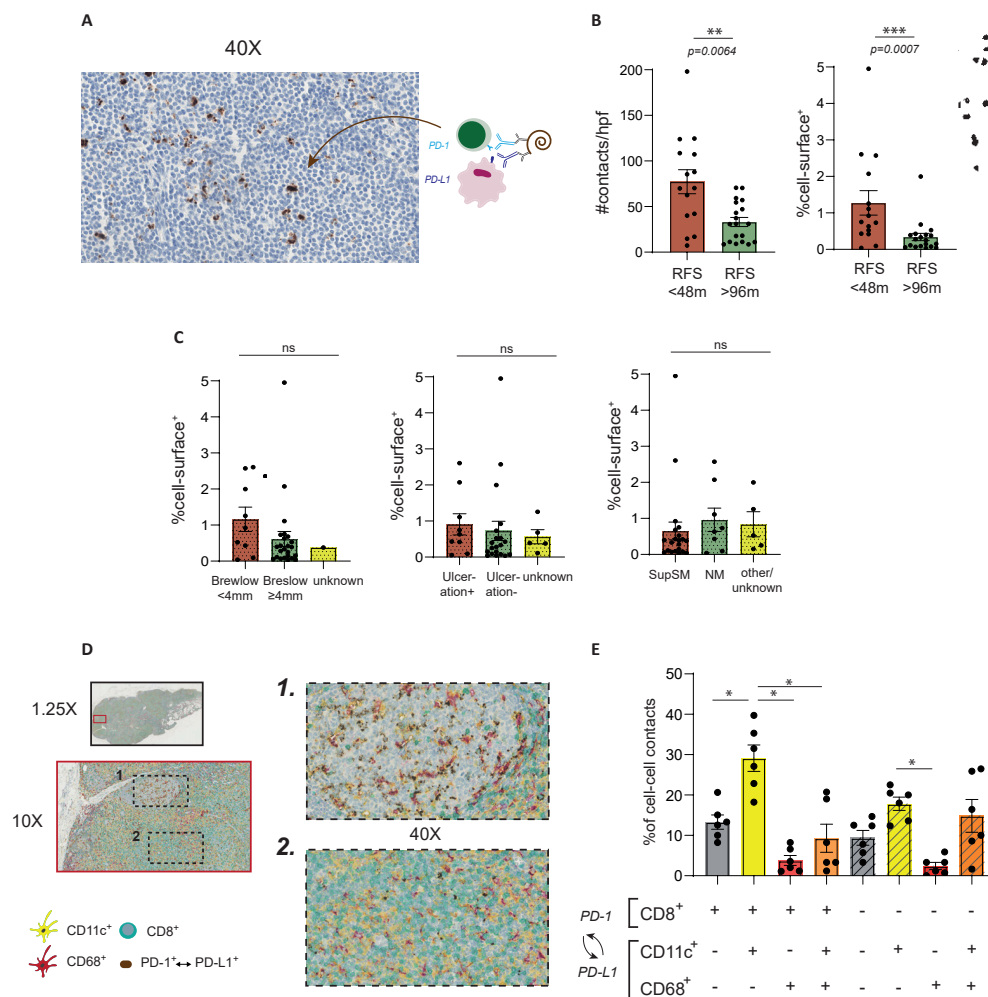 A
40X
PD-1
PD-L1
B
**
p=0.0064
#contacts/hpf
200
150
100
50
0
RFS <48m
RFS >96m
***
p=0.0007
%cell-surface+
5
4
3
2
1
0
RFS <48m
RFS >96m
C
ns
%cell-surface+
5
4
3
2
1
0
Brewlow <4mm
Breslow ≥4mm
unknown
ns
%cell-surface+
5
4
3
2
1
0
Ulcer-ation+
Ulcer-ation-
unknown
ns
%cell-surface+
5
4
3
2
1
0
SupSM
NM
other/ unknown
D
1.25X
10X
1
2
1.
40X
2.
CD11c+
CD8+
CD68+
PD-1+↔PD-L1+
E
%of cell-cell contacts
50
40
30
20
10
0
*
*
*
*
PD-1
CD8+
+ + + + - - - -
PD-L1
CD11c+
- + - + - + - +
CD68+
- - + + - - + +